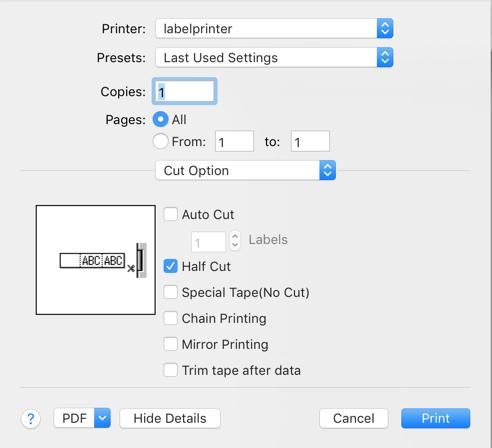 Printer: labelprinter
Presets: Last Used Settings
Copies: 1
Pages: All
From: 1 to: 1
Cut Option
Auto Cut
1 Labels
ABC ABC
Half Cut
Special Tape(No Cut)
Chain Printing
Mirror Printing
Trim tape after data
? PDF Hide Details Cancel Print